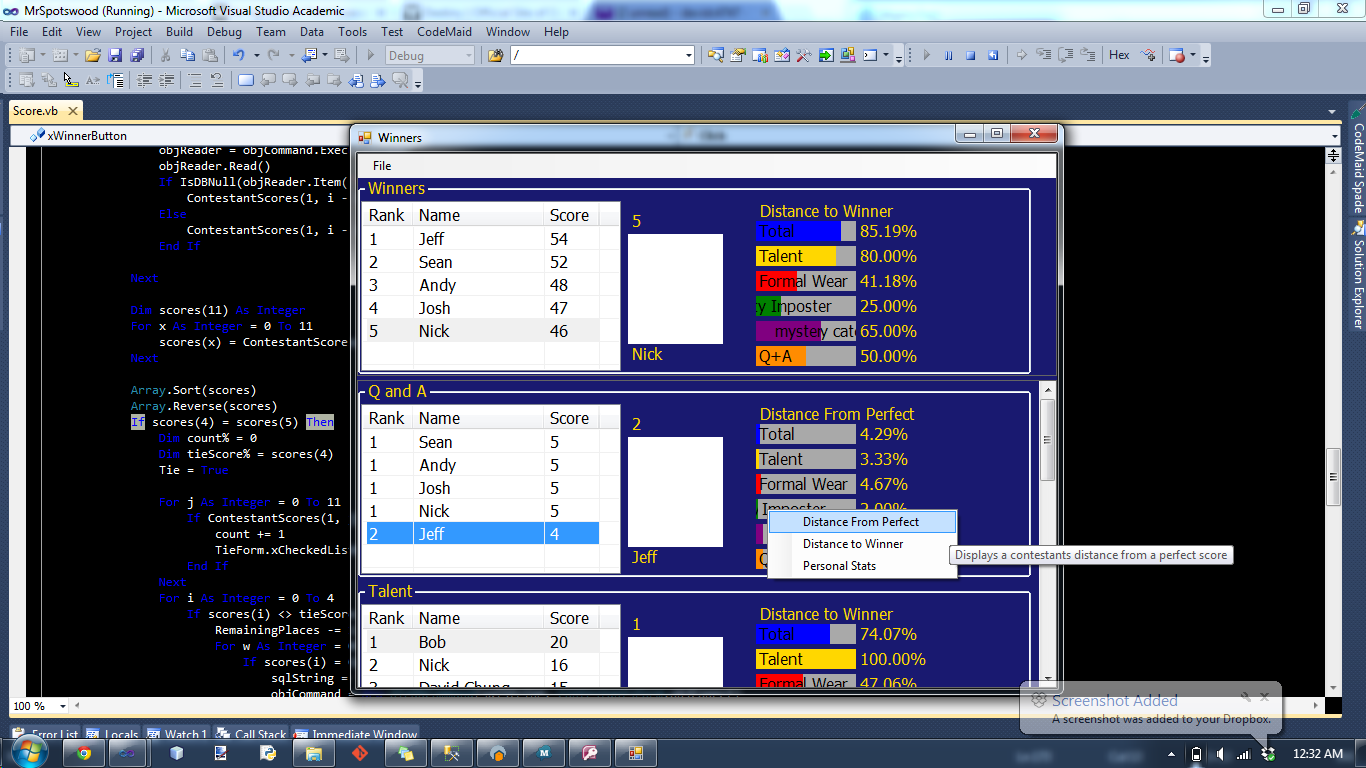 MrSpotswood (Running) - Microsoft Visual Studio Academic
File Edit View Project Build Debug Team Data Tools Test CodeMaid Window Help
Debug
/
Hex
Score.vb
xWinnerButton
Click
CodeMaid Spade
Solution Explorer
objReader = objCommand.Exec
objReader.Read()
If IsDBNull(objReader.Item(
ContestantScores(1, i -
Else
ContestantScores(1, i -
End If
Next
Dim scores(11) As Integer
For x As Integer = 0 To 11
scores(x) = ContestantScore
Next
Array.Sort(scores)
Array.Reverse(scores)
If scores(4) = scores(5) Then
Dim count% = 0
Dim tieScore% = scores(4)
Tie = True
For j As Integer = 0 To 11
If ContestantScores(1,
count += 1
TieForm.xCheckedLis
End If
Next
For i As Integer = 0 To 4
If scores(i) <> tieScor
RemainingPlaces -=
For w As Integer =
If scores(i) =
sqlString =
objCommand =
100 %
Winners
File
Winners
Rank Name Score
1 Jeff 54
2 Sean 52
3 Andy 48
4 Josh 47
5 Nick 46
5
Nick
Distance to Winner
Total 85.19%
Talent 80.00%
Formal Wear 41.18%
y Imposter 25.00%
mystery cate 65.00%
Q+A 50.00%
Q and A
Rank Name Score
1 Sean 5
1 Andy 5
1 Josh 5
1 Nick 5
2 Jeff 4
2
Jeff
Distance From Perfect
Total 4.29%
Talent 3.33%
Formal Wear 4.67%
Imposter 2.00%
Distance From Perfect
Distance to Winner
Personal Stats
Displays a contestants distance from a perfect score
Talent
Rank Name Score
1 Bob 20
2 Nick 16
2 David Chung 15
1
Distance to Winner
Total 74.07%
Talent 100.00%
Formal Wear 47.06%
Screenshot Added
A screenshot was added to your Dropbox.
Error List Locals Watch 1 Call Stack Immediate Window
12:32 AM